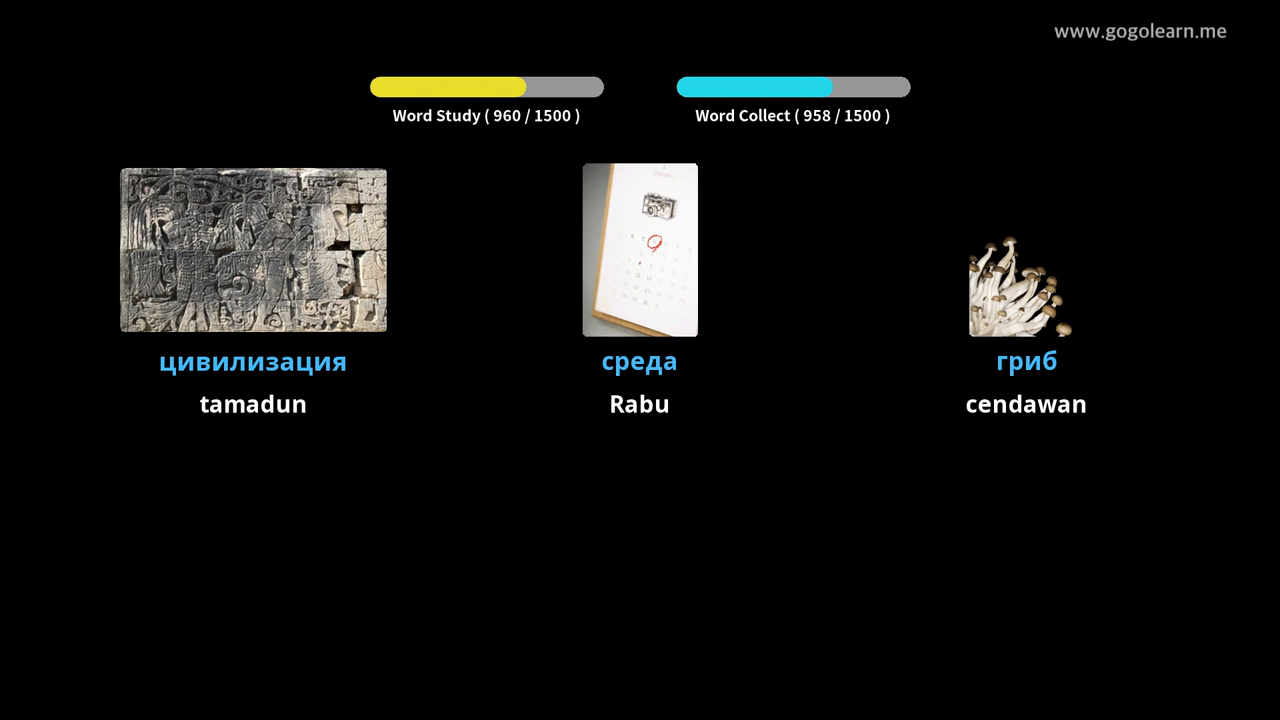 www.gogolearn.me
Word Study ( 960 / 1500 )
Word Collect ( 958 / 1500 )
цивилизация
среда
гриб
tamadun
Rabu
cendawan